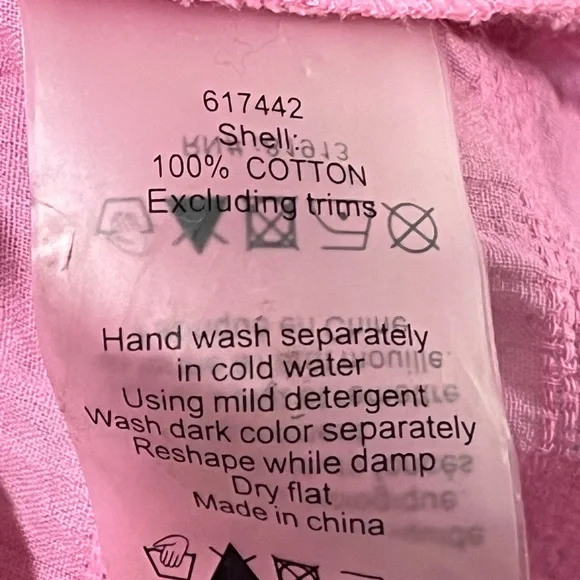 617442
Shell:
100% COTTON
Excluding trims
Hand wash separately
in cold water
Using mild detergent
Wash dark color separately
Reshape while damp
Dry flat
Made in china